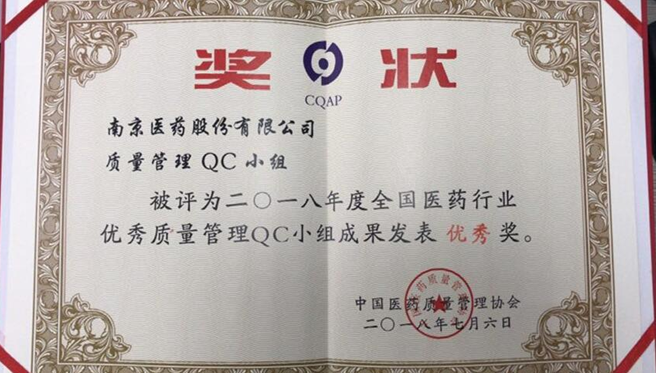 奖状
CQAP
南京医药股份有限公司
质量管理QC小组
被评为二〇一八年度全国医药行业
优秀质量管理QC小组成果发表 优秀 奖。
中国医药质量管理协会
二〇一八年七月六日